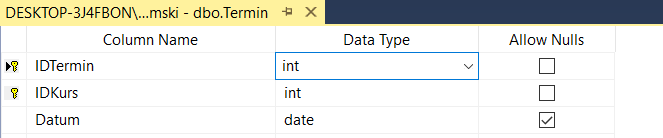 DESKTOP-3J4FBON\...mski - dbo.Termin
Column Name Data Type Allow Nulls
IDTermin int
IDKurs int
Datum date